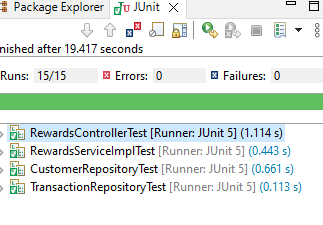 Package Explorer JUnit
nished after 19.417 seconds
Runs: 15/15 Errors: 0 Failures: 0
RewardsControllerTest [Runner: JUnit 5] (1.114 s)
RewardsServiceImplTest [Runner: JUnit 5] (0.443 s)
CustomerRepositoryTest [Runner: JUnit 5] (0.661 s)
TransactionRepositoryTest [Runner: JUnit 5] (0.113 s)